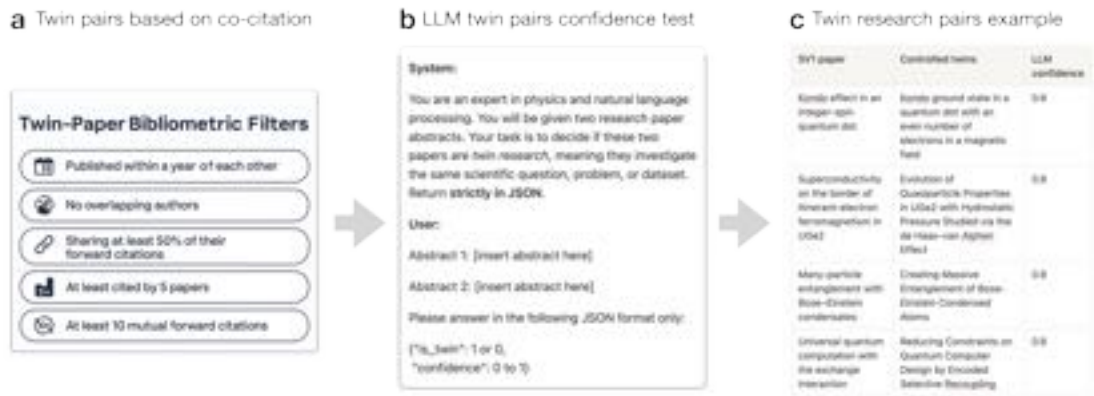 a Twin pairs based on co-citation
Twin-Paper Bibliometric Filters
Published within a year of each other
No overlapping authors
Sharing at least 50% of their
forward citations
At least cited by 5 papers
At least 10 mutual forward citations
b LLM twin pairs confidence test
System:
You are an expert in physics and natural language
processing. You will be given two research paper
abstracts. Your task is to decide if these two
papers are twin research, meaning they investigate
the same scientific question, problem, or dataset.
Return strictly in JSON.
User:
Abstract 1: [insert abstract here]
Abstract 2: [insert abstract here]
Please answer in the following JSON format only:
{"is_twin": 1 or 0,
"confidence": 0 to 1}
c Twin research pairs example
paper
Controlled twins
LLM
confidence
Kondo effect in an
integer-spin
quantum dot
Kondo ground state in a
quantum dot with an
even number of
electrons in a magnetic
field
Superconductivity
on the border of
itinerant-electron
ferromagnetism in
UGe2
Evolution of
Quasiparticle Properties
in UGe2 with Hydrostatic
Pressure Studied via the
de Haas-van Alphen
Effect
Many-particle
entanglement with
Bose-Einstein
condensates
Creating Massive
Entanglement of Bose-
Einstein Condensed
Atoms
Universal quantum
computation with
the exchange
interaction
Reducing Constraints on
Quantum Computer
Design by Encoded
Selective Recoupling